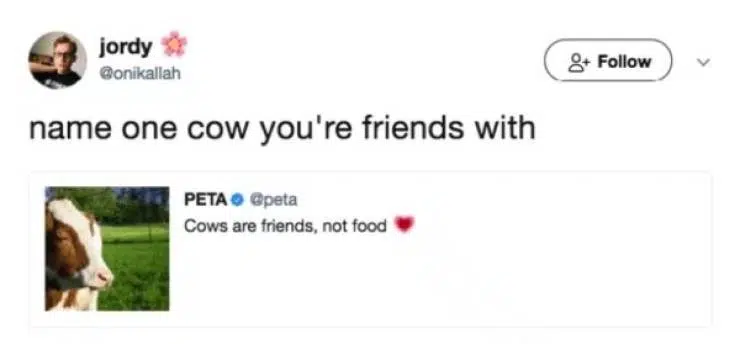 jordy 🌸
@onikallah
Follow
name one cow you're friends with
PETA @peta
Cows are friends, not food ❤️